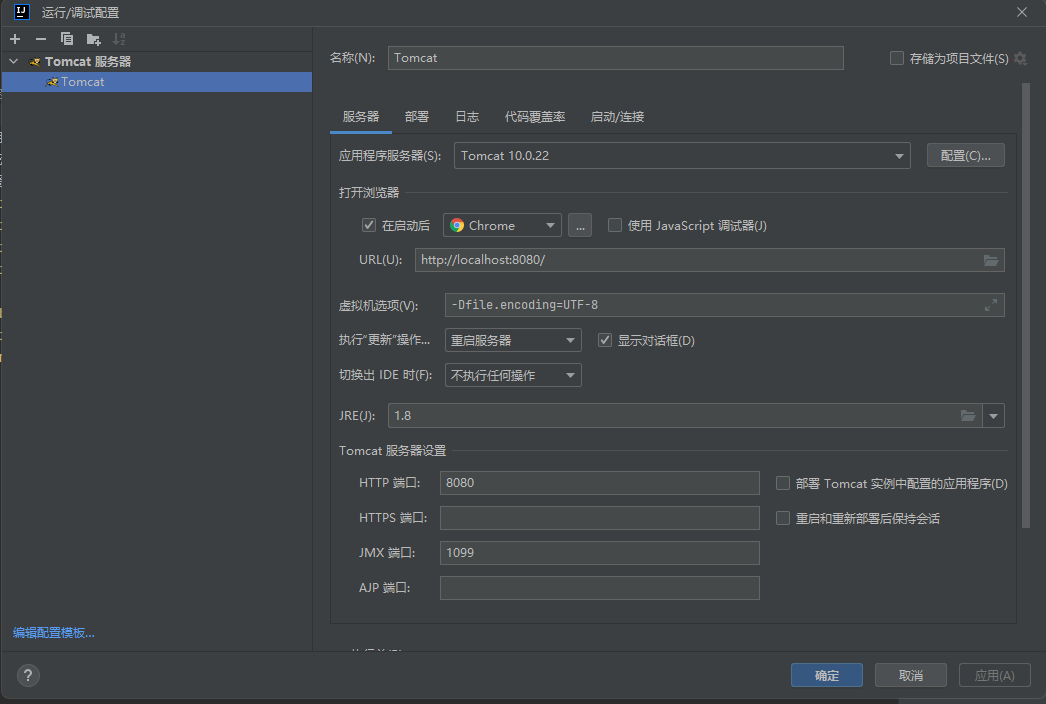 运行/调试配置
Tomcat 服务器
Tomcat
名称(N): Tomcat 存储为项目文件(S)
服务器 部署 日志 代码覆盖率 启动/连接
应用程序服务器(S): Tomcat 10.0.22 配置(C)...
打开浏览器
在启动后 Chrome ... 使用 JavaScript 调试器(J)
URL(U): http://localhost:8080/
虚拟机选项(V): -Dfile.encoding=UTF-8
执行“更新”操作... 重启服务器 显示对话框(D)
切换出 IDE 时(F): 不执行任何操作
JRE(J): 1.8
Tomcat 服务器设置
HTTP 端口: 8080 部署 Tomcat 实例中配置的应用程序(D)
HTTPS 端口: 重启和重新部署后保持会话
JMX 端口: 1099
AJP 端口:
编辑配置模板...
? 确定 取消 应用(A)